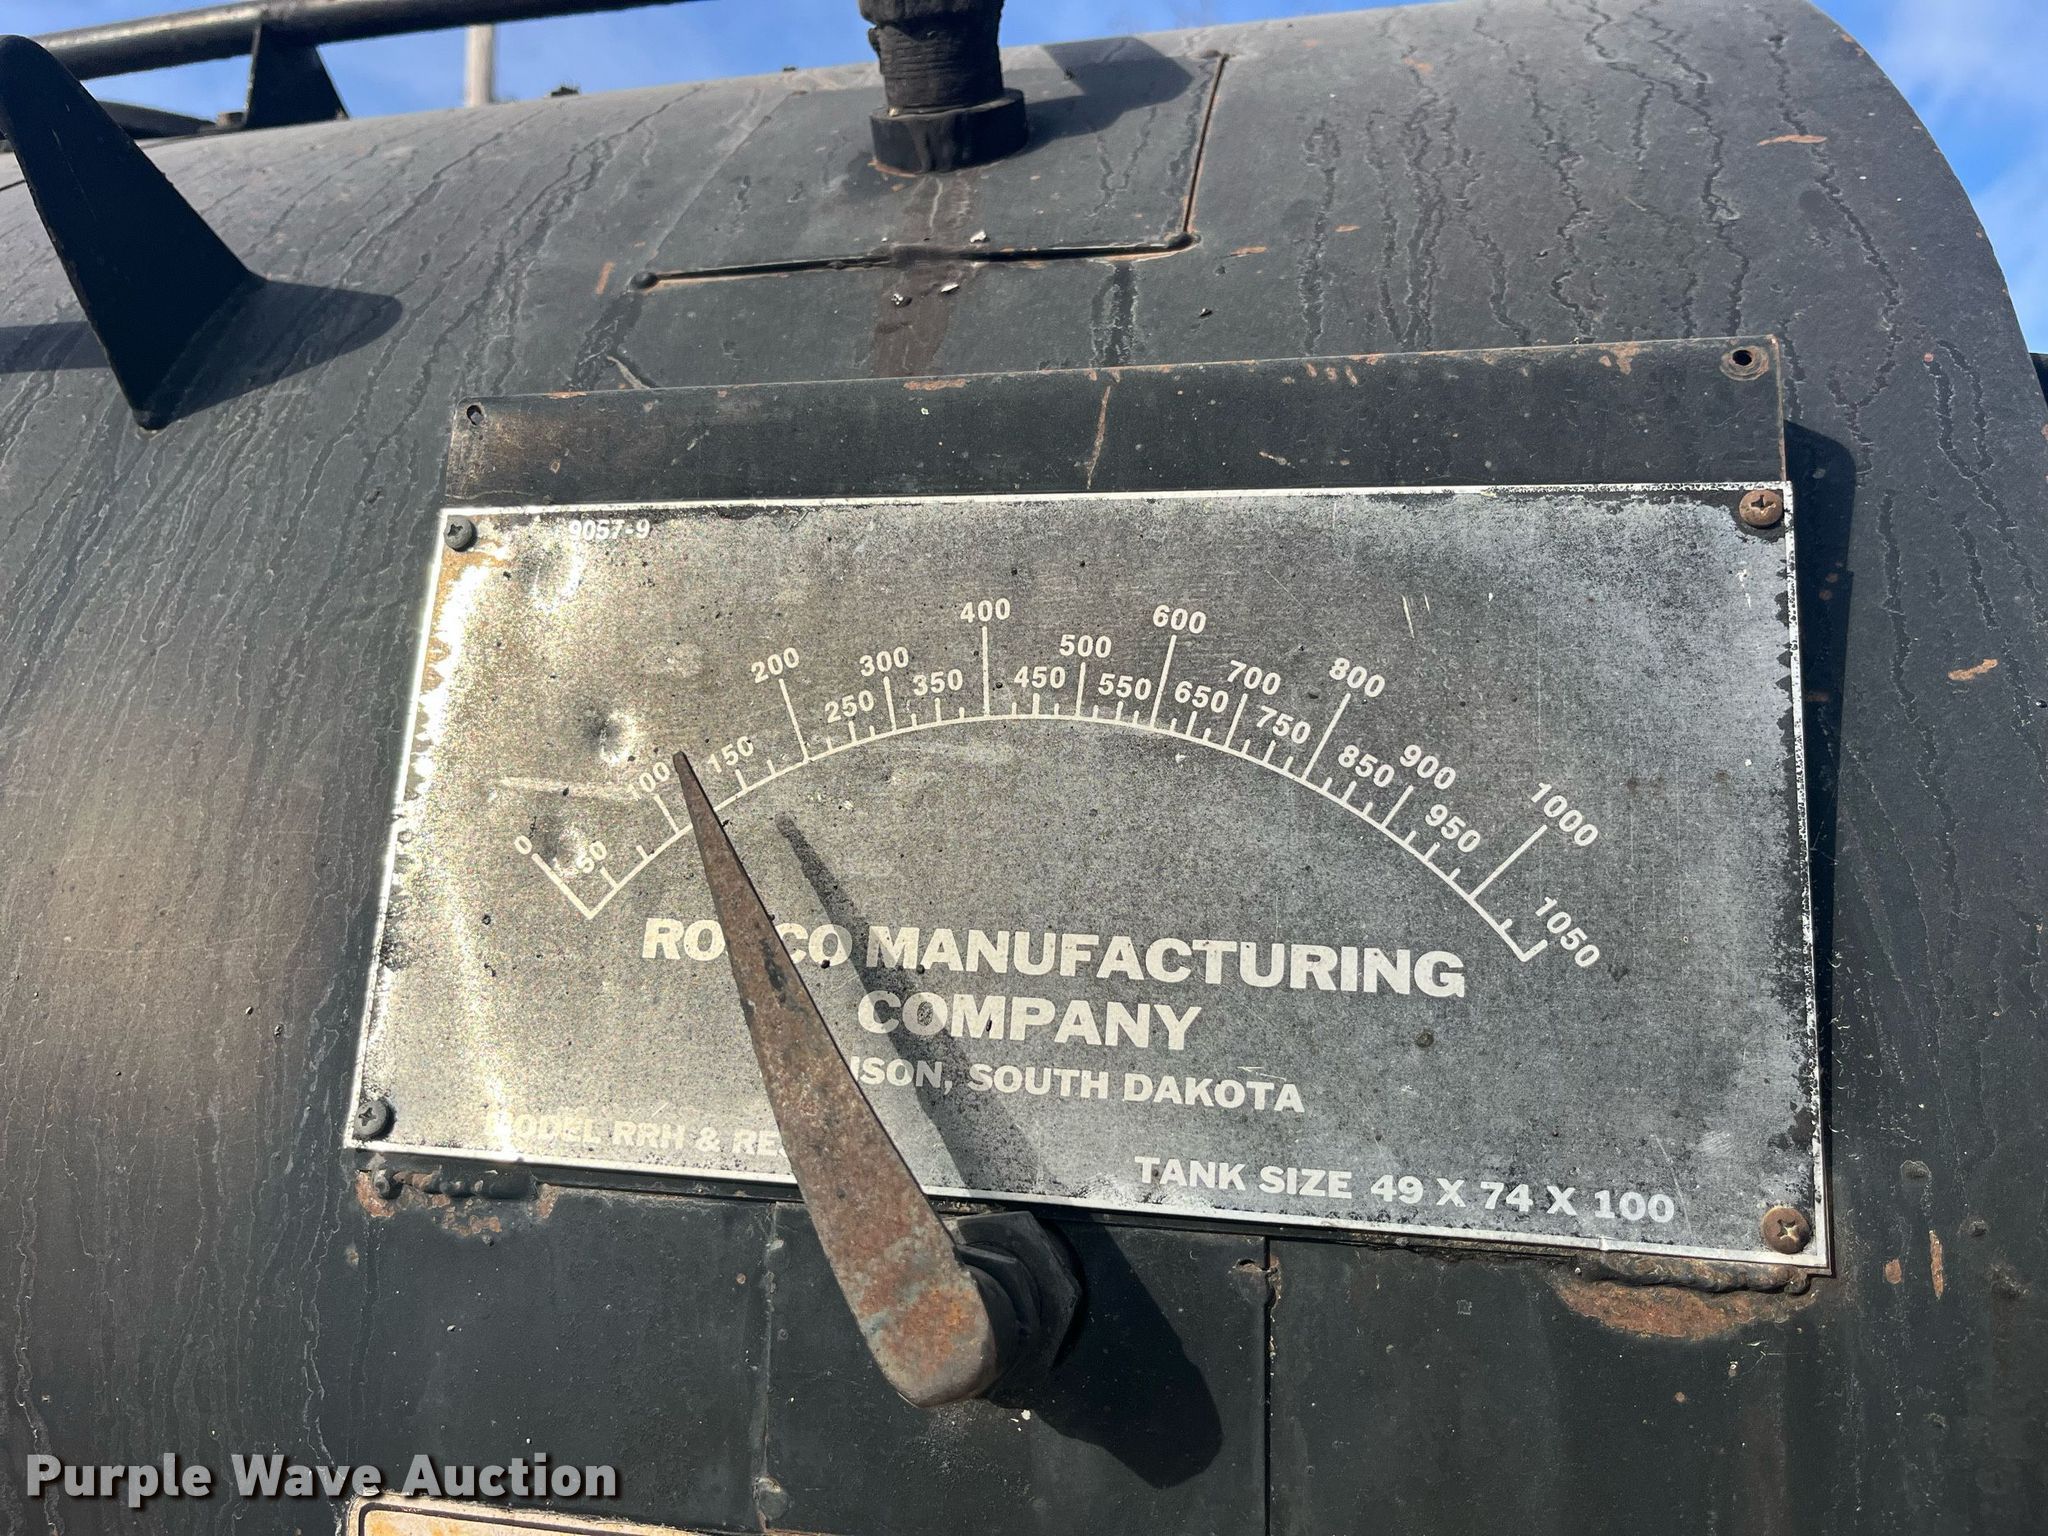 9057-9
0 50 100 150 200 250 300 350 400 450 500 550 600 650 700 750 800 850 900 950 1000 1050
RO CO MANUFACTURING
COMPANY
SON, SOUTH DAKOTA
MODEL RRH & RE
TANK SIZE 49 X 74 X 100
Purple Wave Auction